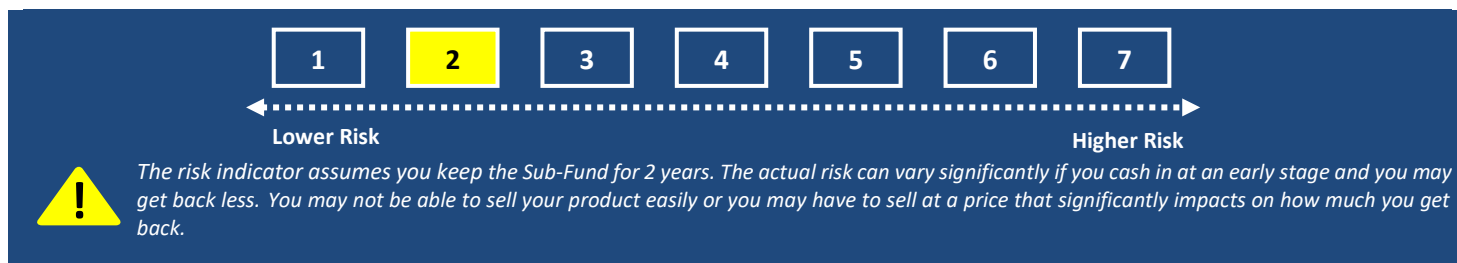 1 2 3 4 5 6 7
Lower Risk Higher Risk
The risk indicator assumes you keep the Sub-Fund for 2 years. The actual risk can vary significantly if you cash in at an early stage and you may
get back less. You may not be able to sell your product easily or you may have to sell at a price that significantly impacts on how much you get
back.